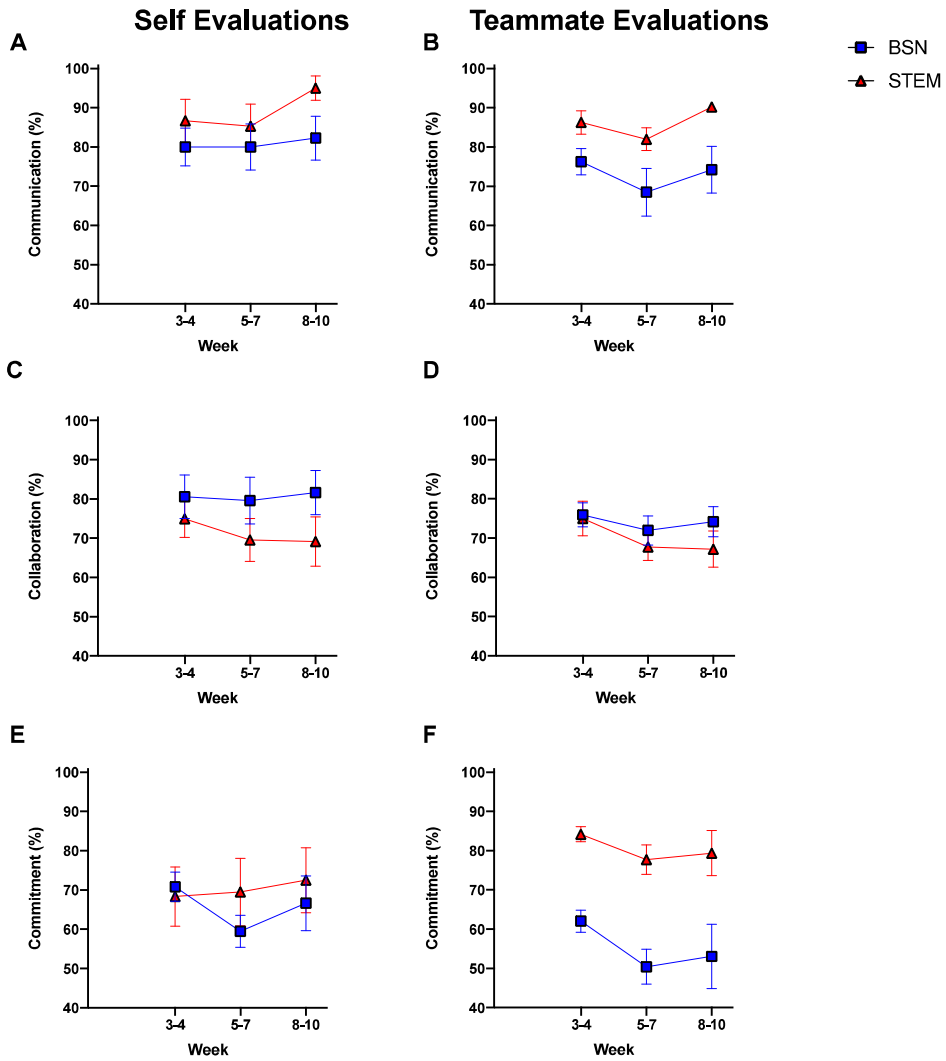 Self Evaluations
Teammate Evaluations
BSN
STEM
A
100
90
80
70
60
50
40
Communication (%)
3-4 5-7 8-10
Week
B
100
90
80
70
60
50
40
Communication (%)
3-4 5-7 8-10
Week
C
100
90
80
70
60
50
40
Collaboration (%)
3-4 5-7 8-10
Week
D
100
90
80
70
60
50
40
Collaboration (%)
3-4 5-7 8-10
Week
E
100
90
80
70
60
50
40
Commitment (%)
3-4 5-7 8-10
Week
F
100
90
80
70
60
50
40
Commitment (%)
3-4 5-7 8-10
Week